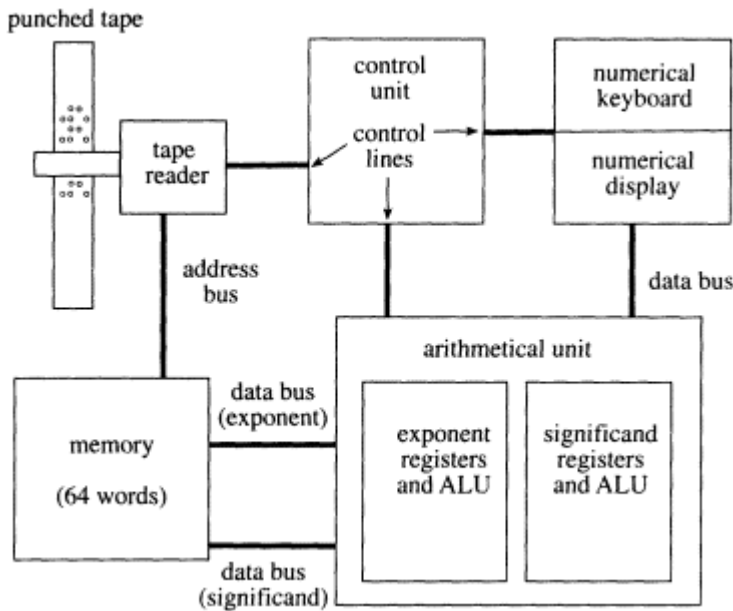 punched tape
tape
reader
control
unit
control
lines
numerical
keyboard
numerical
display
address
bus
data bus
arithmetical unit
memory
(64 words)
data bus
(exponent)
exponent
registers
and ALU
significand
registers
and ALU
data bus
(significand)